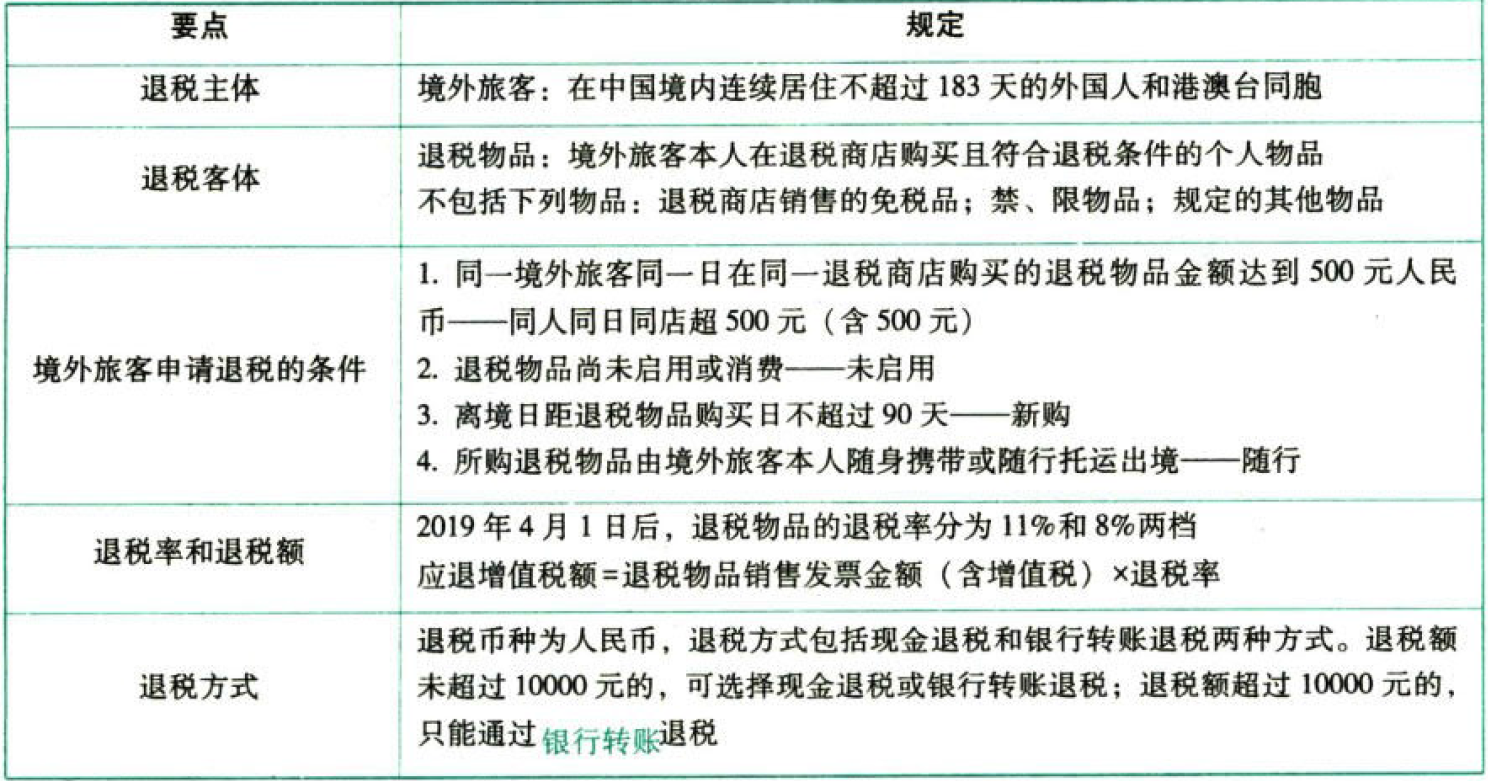 要点
规定
退税主体
境外旅客：在中国境内连续居住不超过 183 天的外国人和港澳台同胞
退税客体
退税物品：境外旅客本人在退税商店购买且符合退税条件的个人物品
不包括下列物品：退税商店销售的免税品；禁、限物品；规定的其他物品
境外旅客申请退税的条件
1. 同一境外旅客同一日在同一退税商店购买的退税物品金额达到 500 元人民
币——同人同日同店超 500 元（含 500 元）
2. 退税物品尚未启用或消费——未启用
3. 离境日距退税物品购买日不超过 90 天——新购
4. 所购退税物品由境外旅客本人随身携带或随行托运出境——随行
退税率和退税额
2019 年 4 月 1 日后，退税物品的退税率分为 11%和 8%两档
应退增值税额=退税物品销售发票金额（含增值税）×退税率
退税方式
退税币种为人民币，退税方式包括现金退税和银行转账退税两种方式。退税额
未超过 10000 元的，可选择现金退税或银行转账退税；退税额超过 10000 元的，
只能通过银行转账退税